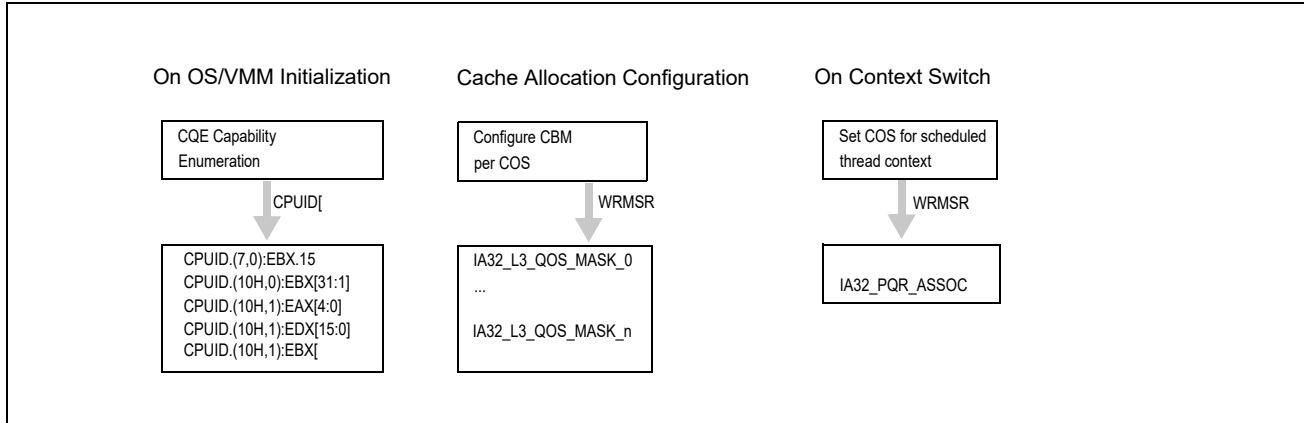 On OS/VMM Initialization
CQE Capability
Enumeration
CPUID[
CPUID.(7,0):EBX.15
CPUID.(10H,0):EBX[31:1]
CPUID.(10H,1):EAX[4:0]
CPUID.(10H,1):EDX[15:0]
CPUID.(10H,1):EBX[
Cache Allocation Configuration
Configure CBM
per COS
WRMSR
IA32_L3_QOS_MASK_0
...
IA32_L3_QOS_MASK_n
On Context Switch
Set COS for scheduled
thread context
WRMSR
IA32_PQR_ASSOC